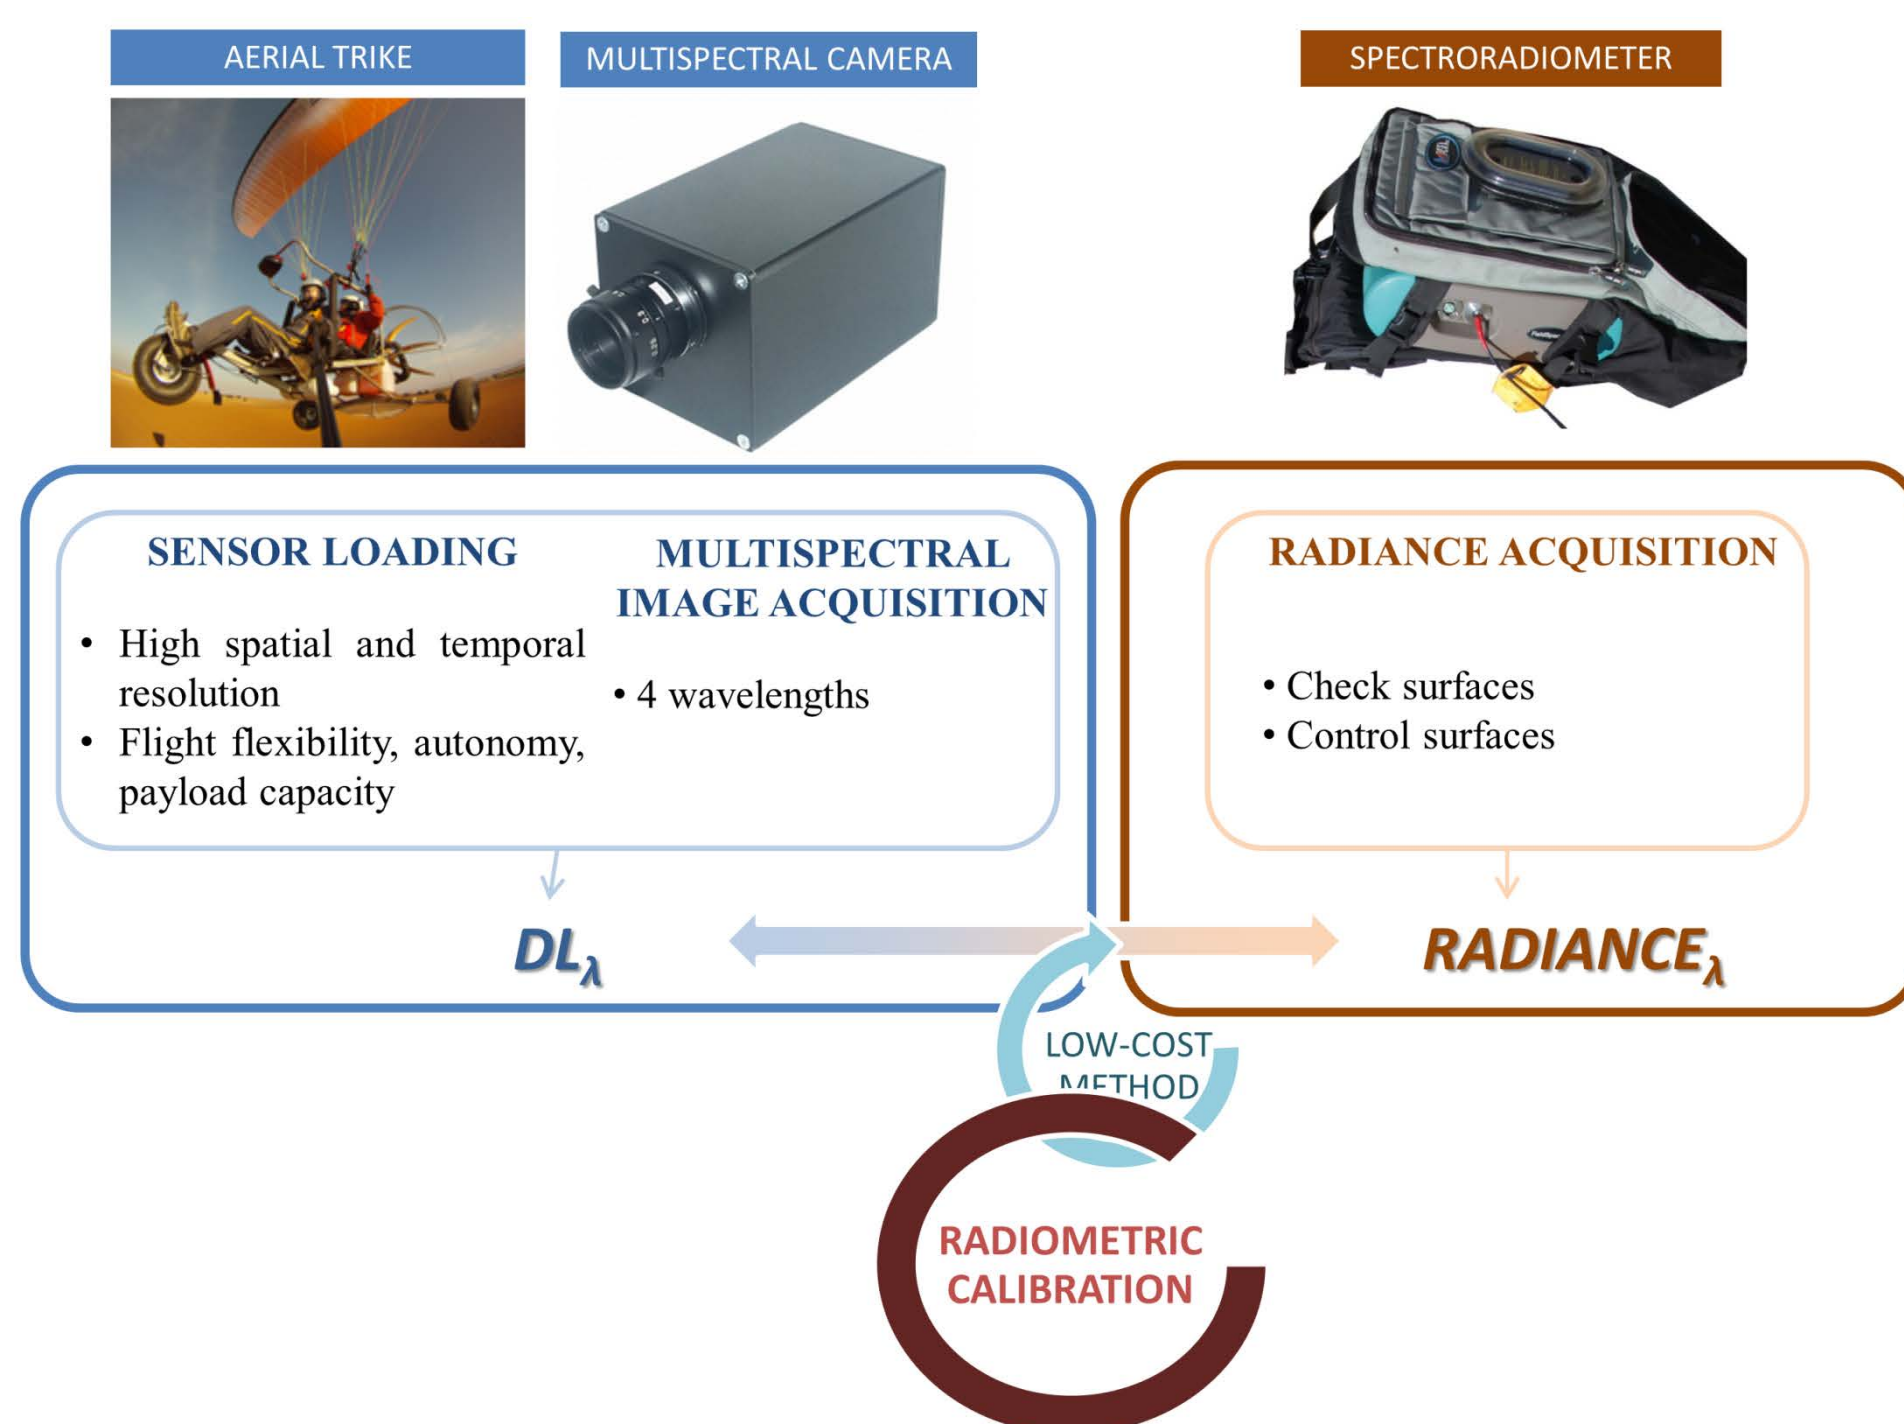 AERIAL TRIKE
MULTISPECTRAL CAMERA
SPECTRORADIOMETER
SENSOR LOADING
• High spatial and temporal
resolution
• Flight flexibility, autonomy,
payload capacity
MULTISPECTRAL
IMAGE ACQUISITION
• 4 wavelengths
RADIANCE ACQUISITION
• Check surfaces
• Control surfaces
DLλ
RADIANCEλ
LOW-COST
METHOD
RADIOMETRIC
CALIBRATION